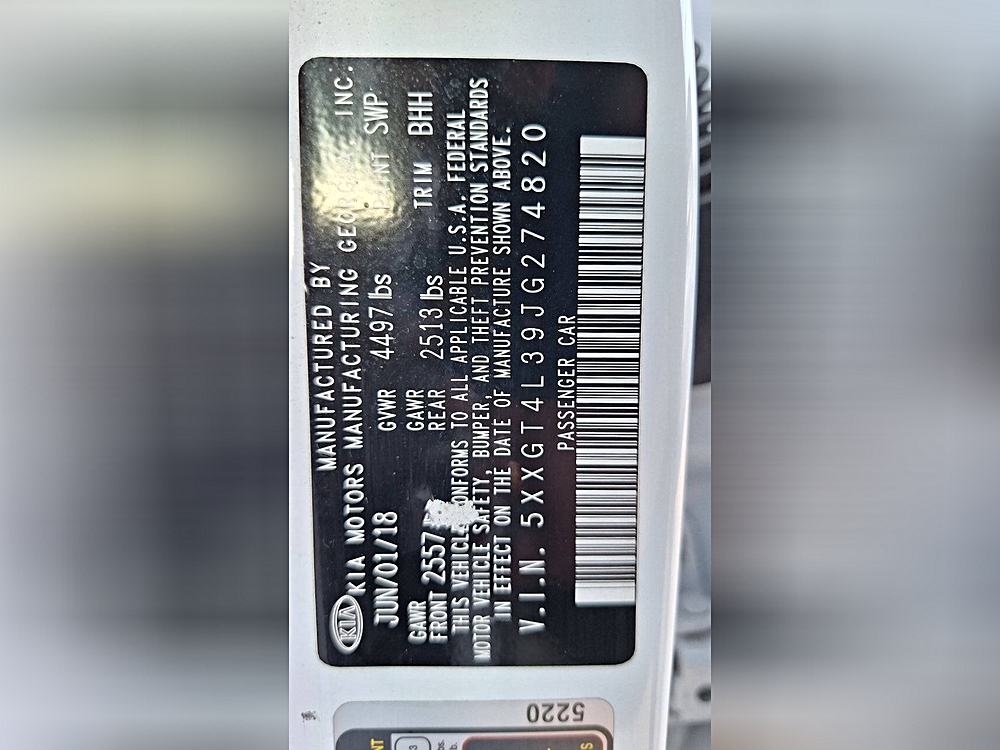 MANUFACTURED BY
KIA KIA MOTORS MANUFACTURING GEORGIA, INC.
JUN/01/18 GVWR 4497 lbs PAINT SWP
GAWR FRONT 2557 GAWR REAR 2513 lbs TRIM BHH
THIS VEHICLE CONFORMS TO ALL APPLICABLE U.S.A. FEDERAL
MOTOR VEHICLE SAFETY, BUMPER, AND THEFT PREVENTION STANDARDS
IN EFFECT ON THE DATE OF MANUFACTURE SHOWN ABOVE.
V.I.N. 5XXGT4L39JG274820
PASSENGER CAR
5220